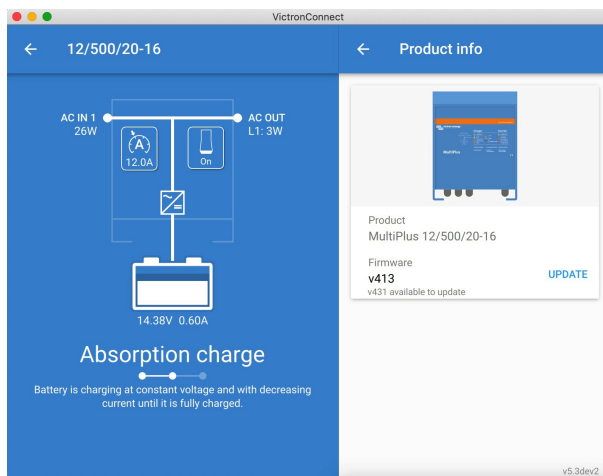 VictronConnect
12/500/20-16
AC IN 1
26W
AC OUT
L1: 3W
12.0A
A
On
14.38V 0.60A
Absorption charge
Battery is charging at constant voltage and with decreasing
current until it is fully charged.
Product info
MultiPlus
Product
MultiPlus 12/500/20-16
Firmware
v413
v431 available to update
UPDATE
v5.3dev2